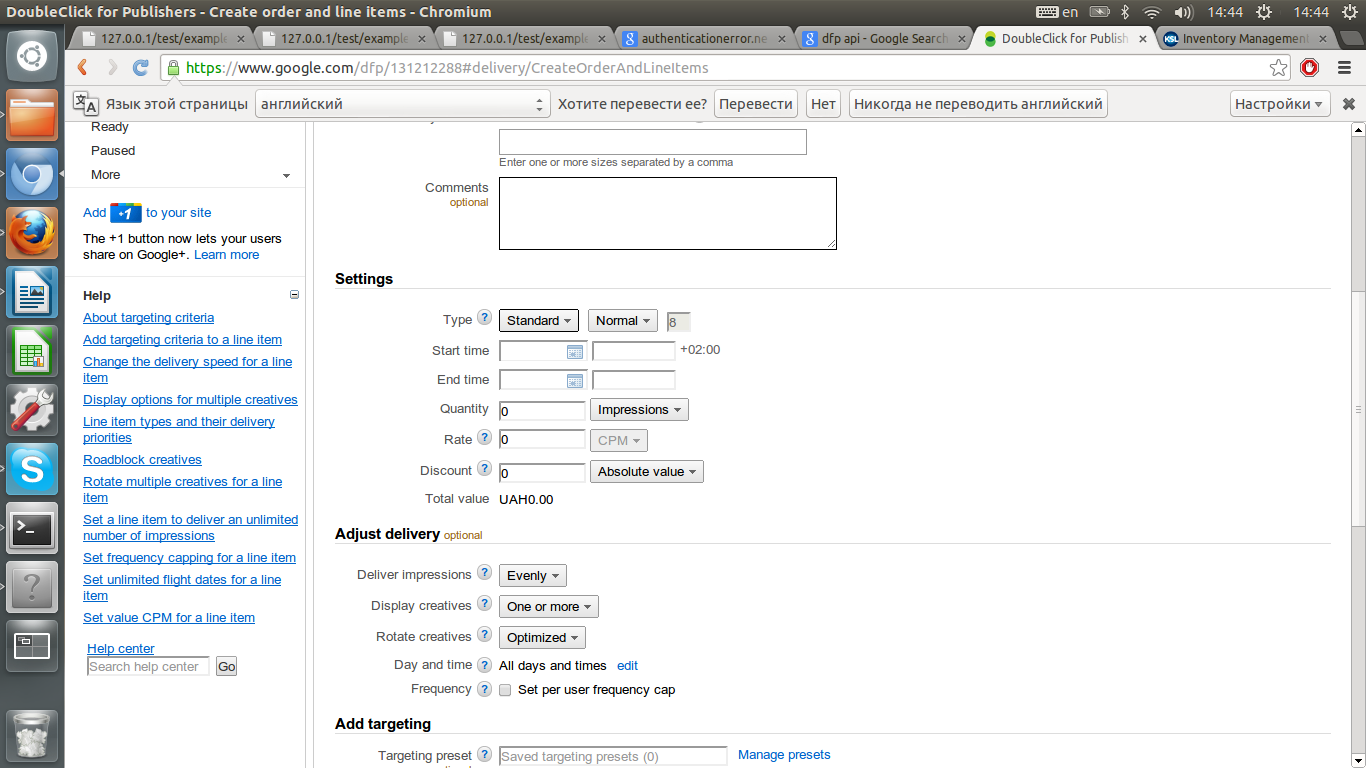 DoubleClick for Publishers - Create order and line items - Chromium
en
14:44
14:44
127.0.0.1/test/example
127.0.0.1/test/example
127.0.0.1/test/example
authenticationerror.ne
dfp api - Google Search
DoubleClick for Publish
KSL
Inventory Management
https://www.google.com/dfp/131212288#delivery/CreateOrderAndLineItems
Язык этой страницы
английский
Хотите перевести ее?
Перевести
Нет
Никогда не переводить английский
Настройки
Ready
Paused
More
Add +1 to your site
The +1 button now lets your users
share on Google+. Learn more
Help
About targeting criteria
Add targeting criteria to a line item
Change the delivery speed for a line
item
Display options for multiple creatives
Line item types and their delivery
priorities
Roadblock creatives
Rotate multiple creatives for a line
item
Set a line item to deliver an unlimited
number of impressions
Set frequency capping for a line item
Set unlimited flight dates for a line
item
Set value CPM for a line item
Help center
Search help center
Go
Enter one or more sizes separated by a comma
Comments
optional
Settings
Type ? Standard Normal 8
Start time +02:00
End time
Quantity 0 Impressions
Rate ? 0 CPM
Discount ? 0 Absolute value
Total value UAH0.00
Adjust delivery optional
Deliver impressions ? Evenly
Display creatives ? One or more
Rotate creatives ? Optimized
Day and time ? All days and times edit
Frequency ? Set per user frequency cap
Add targeting
Targeting preset ? Saved targeting presets (0) Manage presets